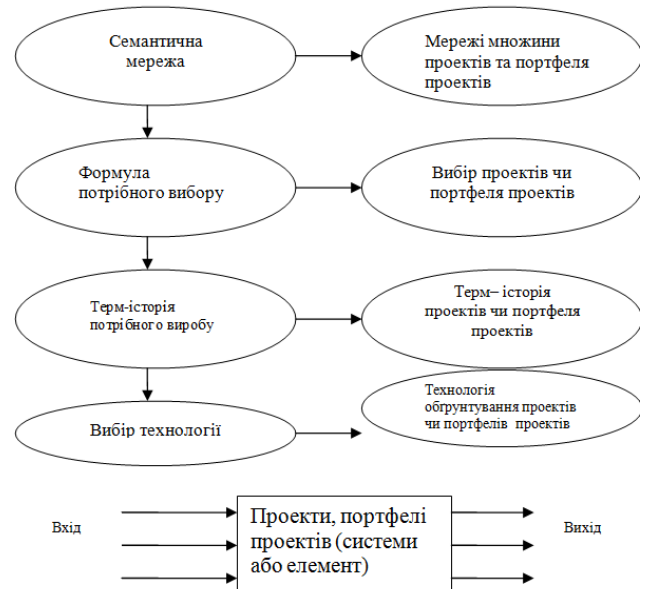 Семантична
мережа
Мережі множини
проектів та портфеля
проектів
Формула
потрібного вибору
Вибір проектів чи
портфеля проектів
Терм-історія
потрібного виробу
Терм– історія
проектів чи портфеля
проектів
Вибір технології
Технологія
обгрунтування проектів
чи портфелів проектів
Вхід
Проекти, портфелі
проектів (системи
або елемент)
Вихід